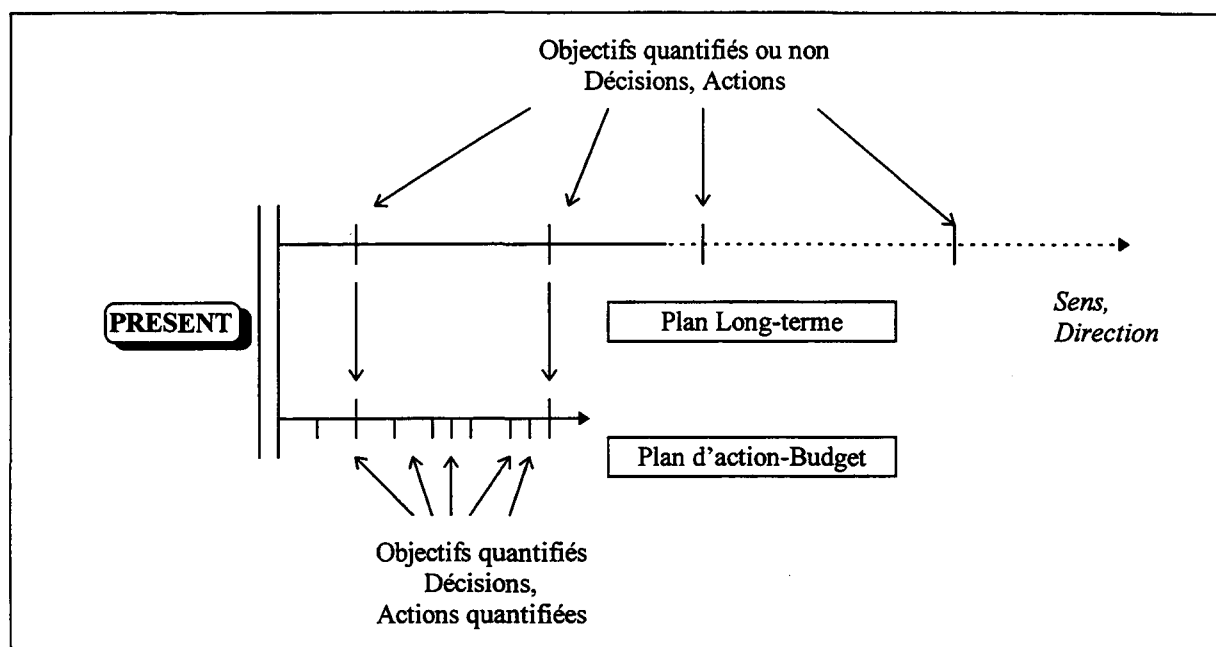 Objectifs quantifiés ou non
Décisions, Actions
PRESENT
Plan Long-terme
Sens,
Direction
Plan d'action-Budget
Objectifs quantifiés
Décisions,
Actions quantifiées